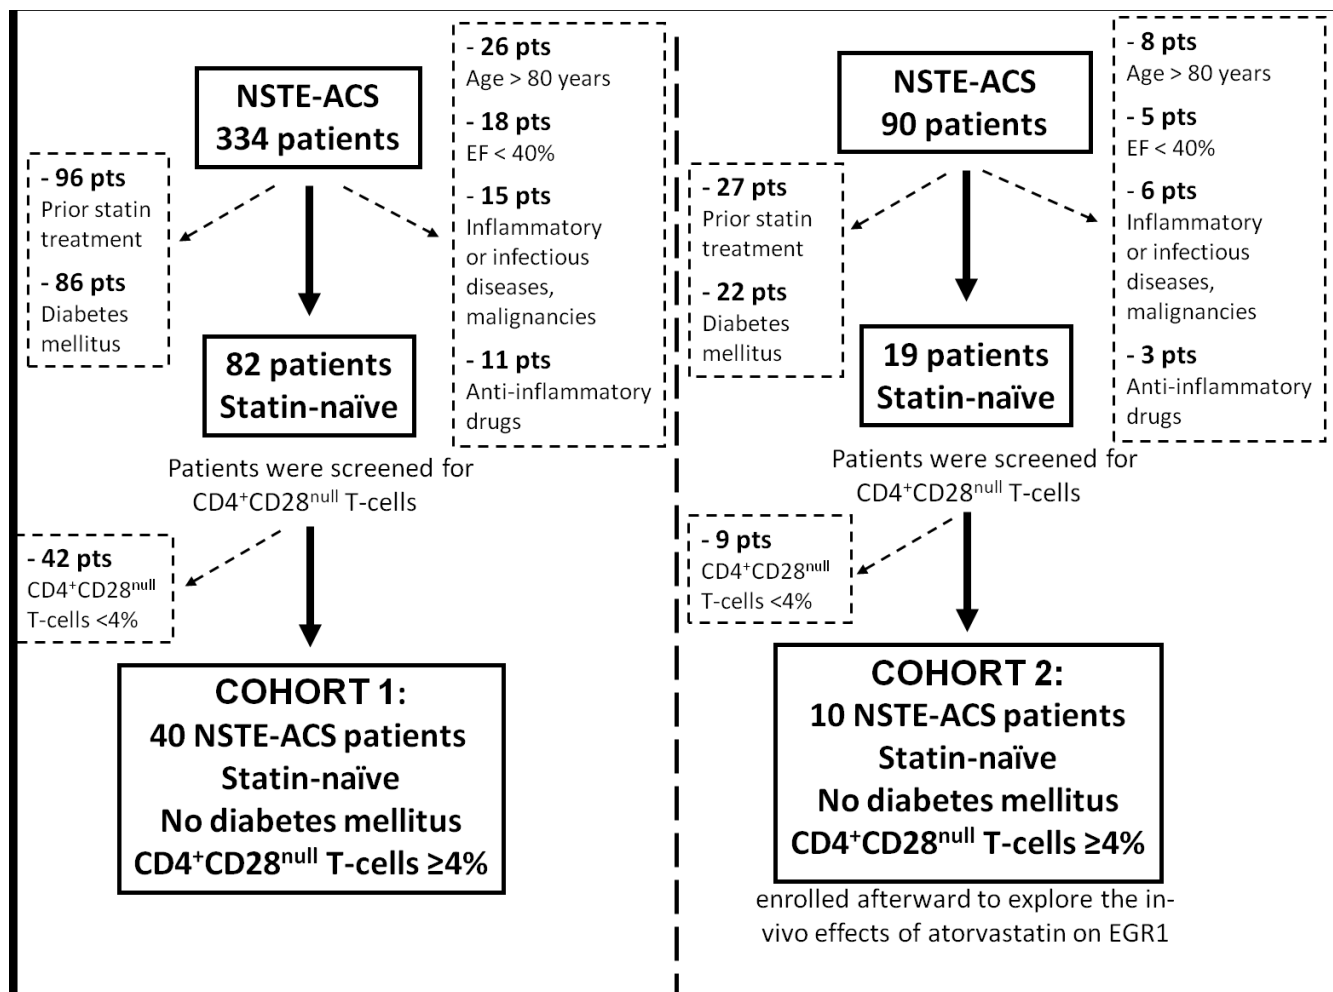 NSTE-ACS
334 patients
- 96 pts
Prior statin
treatment
- 86 pts
Diabetes
mellitus
- 26 pts
Age > 80 years
- 18 pts
EF < 40%
- 15 pts
Inflammatory
or infectious
diseases,
malignancies
- 11 pts
Anti-inflammatory
drugs
82 patients
Statin-naïve
Patients were screened for
CD4⁺CD28ⁿᵘˡˡ T-cells
- 42 pts
CD4⁺CD28ⁿᵘˡˡ
T-cells <4%
COHORT 1:
40 NSTE-ACS patients
Statin-naïve
No diabetes mellitus
CD4⁺CD28ⁿᵘˡˡ T-cells ≥4%
NSTE-ACS
90 patients
- 27 pts
Prior statin
treatment
- 22 pts
Diabetes
mellitus
- 8 pts
Age > 80 years
- 5 pts
EF < 40%
- 6 pts
Inflammatory
or infectious
diseases,
malignancies
- 3 pts
Anti-inflammatory
drugs
19 patients
Statin-naïve
Patients were screened for
CD4⁺CD28ⁿᵘˡˡ T-cells
- 9 pts
CD4⁺CD28ⁿᵘˡˡ
T-cells <4%
COHORT 2:
10 NSTE-ACS patients
Statin-naïve
No diabetes mellitus
CD4⁺CD28ⁿᵘˡˡ T-cells ≥4%
enrolled afterward to explore the in-
vivo effects of atorvastatin on EGR1